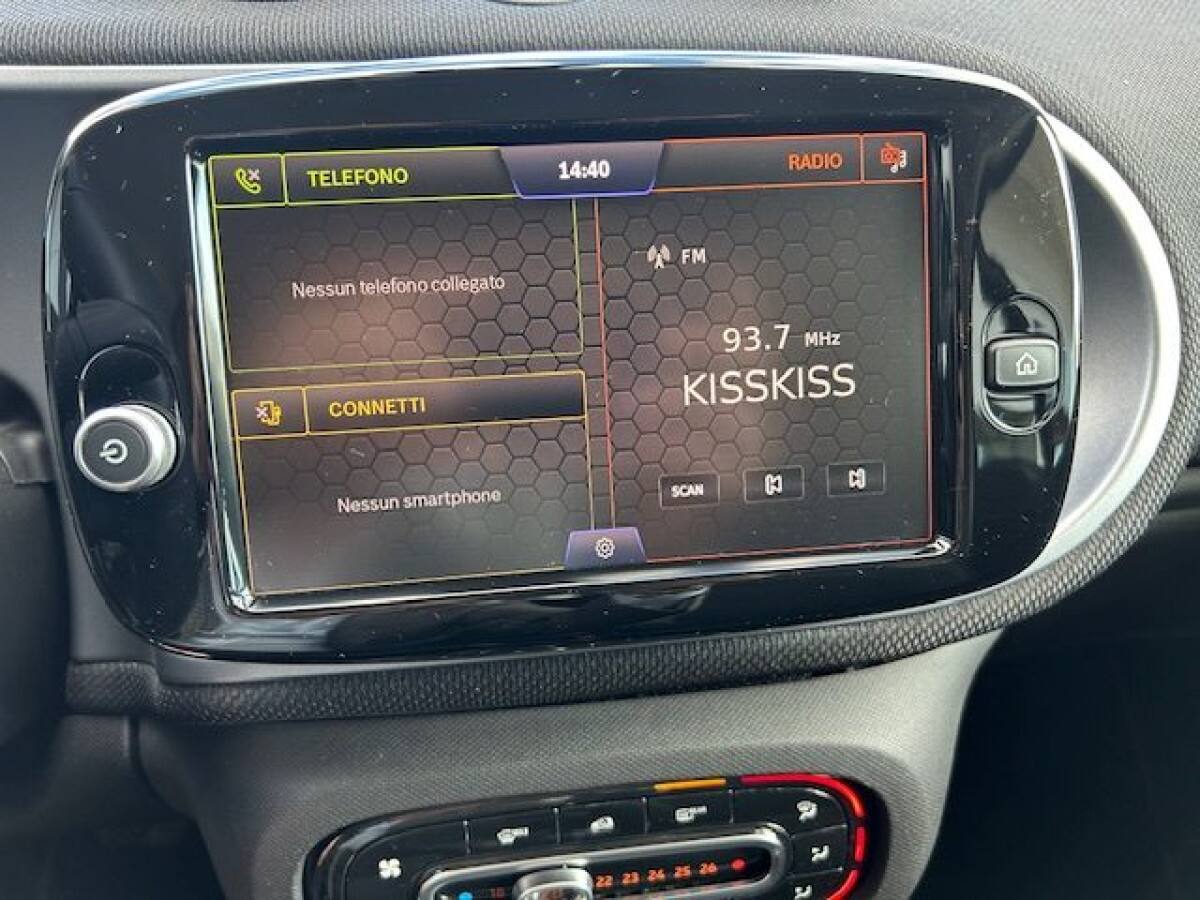 TELEFONO
14:40
RADIO
Nessun telefono collegato
FM
93.7 MHz
KISSKISS
CONNETTI
Nessun smartphone
SCAN
22 23 24 25 26